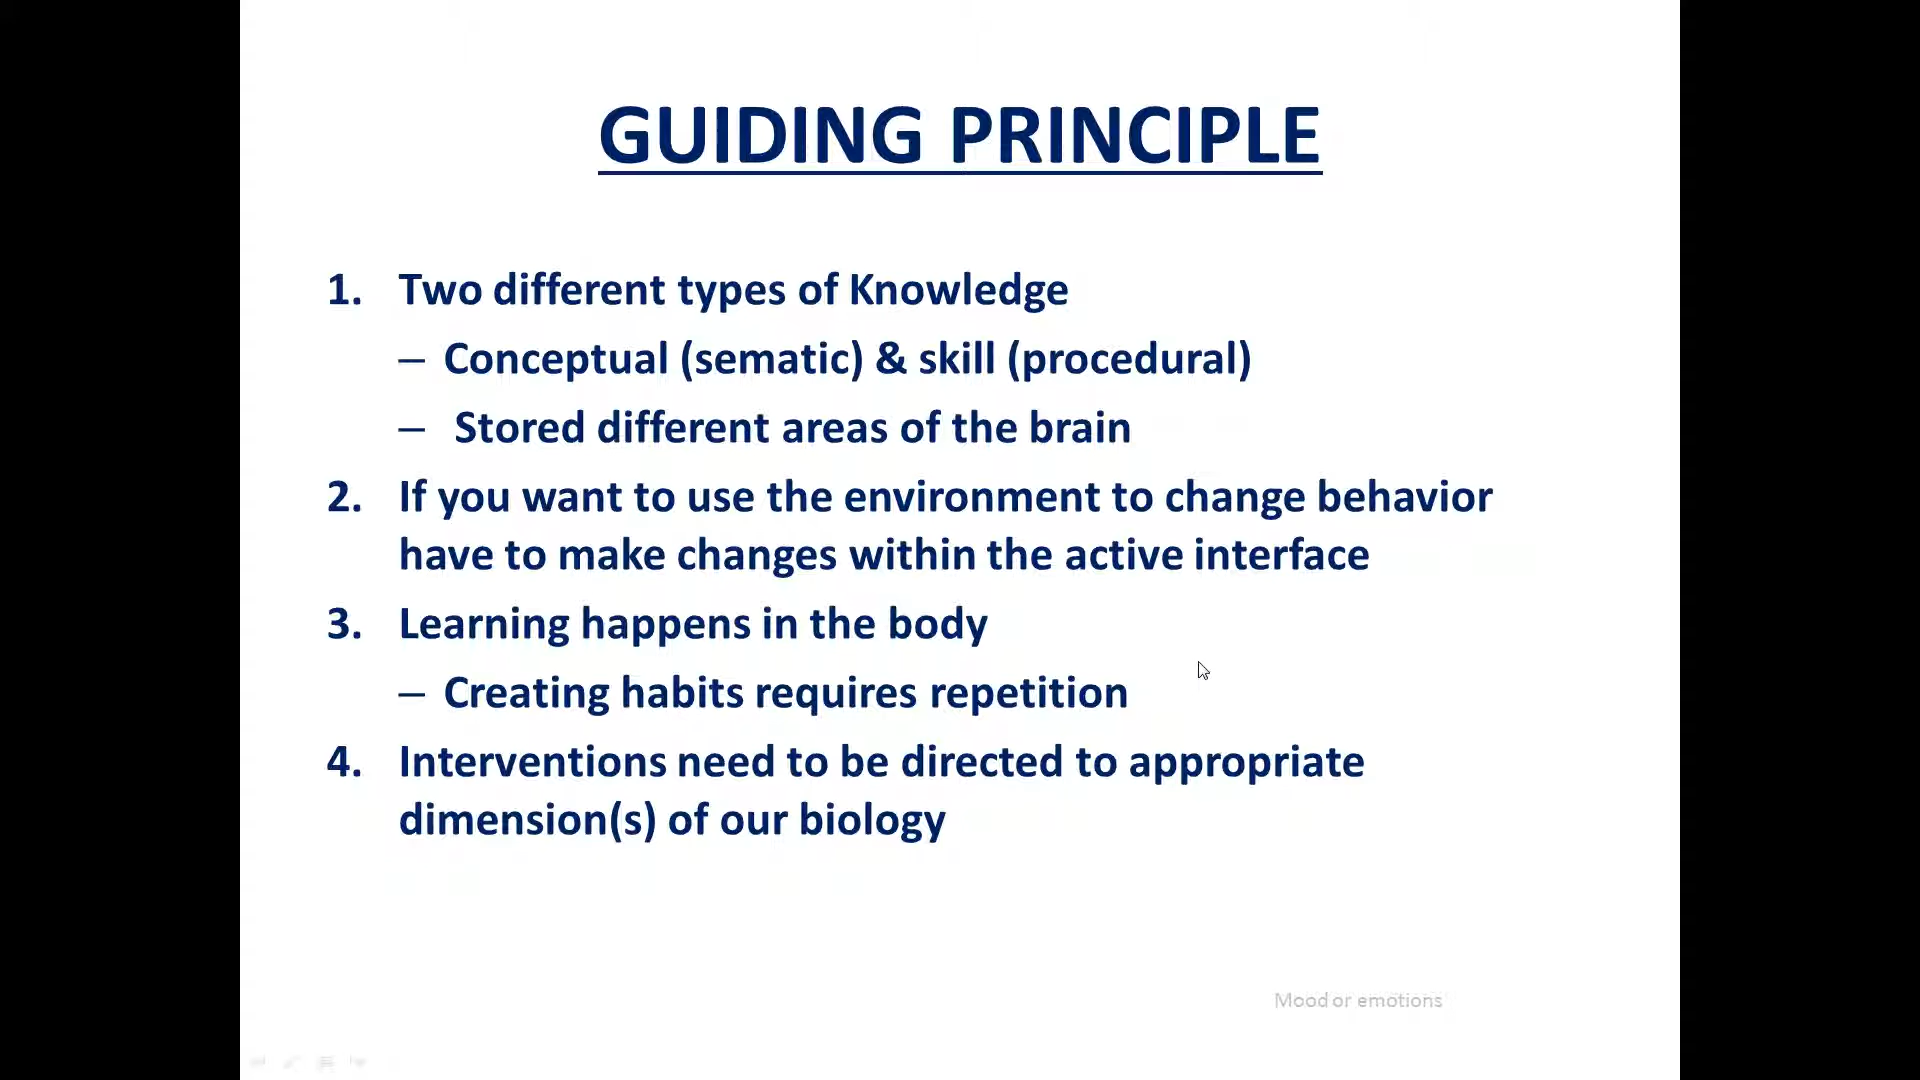 GUIDING PRINCIPLE
1. Two different types of Knowledge
– Conceptual (sematic) & skill (procedural)
– Stored different areas of the brain
2. If you want to use the environment to change behavior
have to make changes within the active interface
3. Learning happens in the body
– Creating habits requires repetition
4. Interventions need to be directed to appropriate
dimension(s) of our biology
Mood or emotions